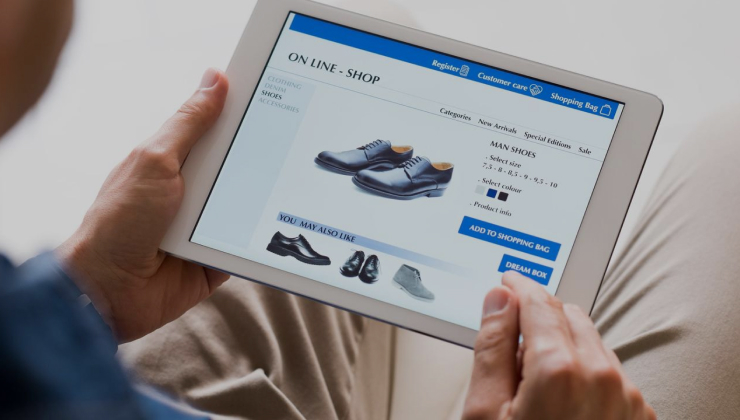 Register
Customer care
Shopping Bag
ON LINE - SHOP
CLOTHING
DENIM
SHOES
ACCESSORIES
Categories
New Arrivals
Special Editions
Sale
MAN SHOES
. Select size
7,5 - 8 - 8,5 - 9 - 9,5 - 10
. Select colour
. Product info
ADD TO SHOPPING BAG
DREAM BOX
YOU MAY ALSO LIKE